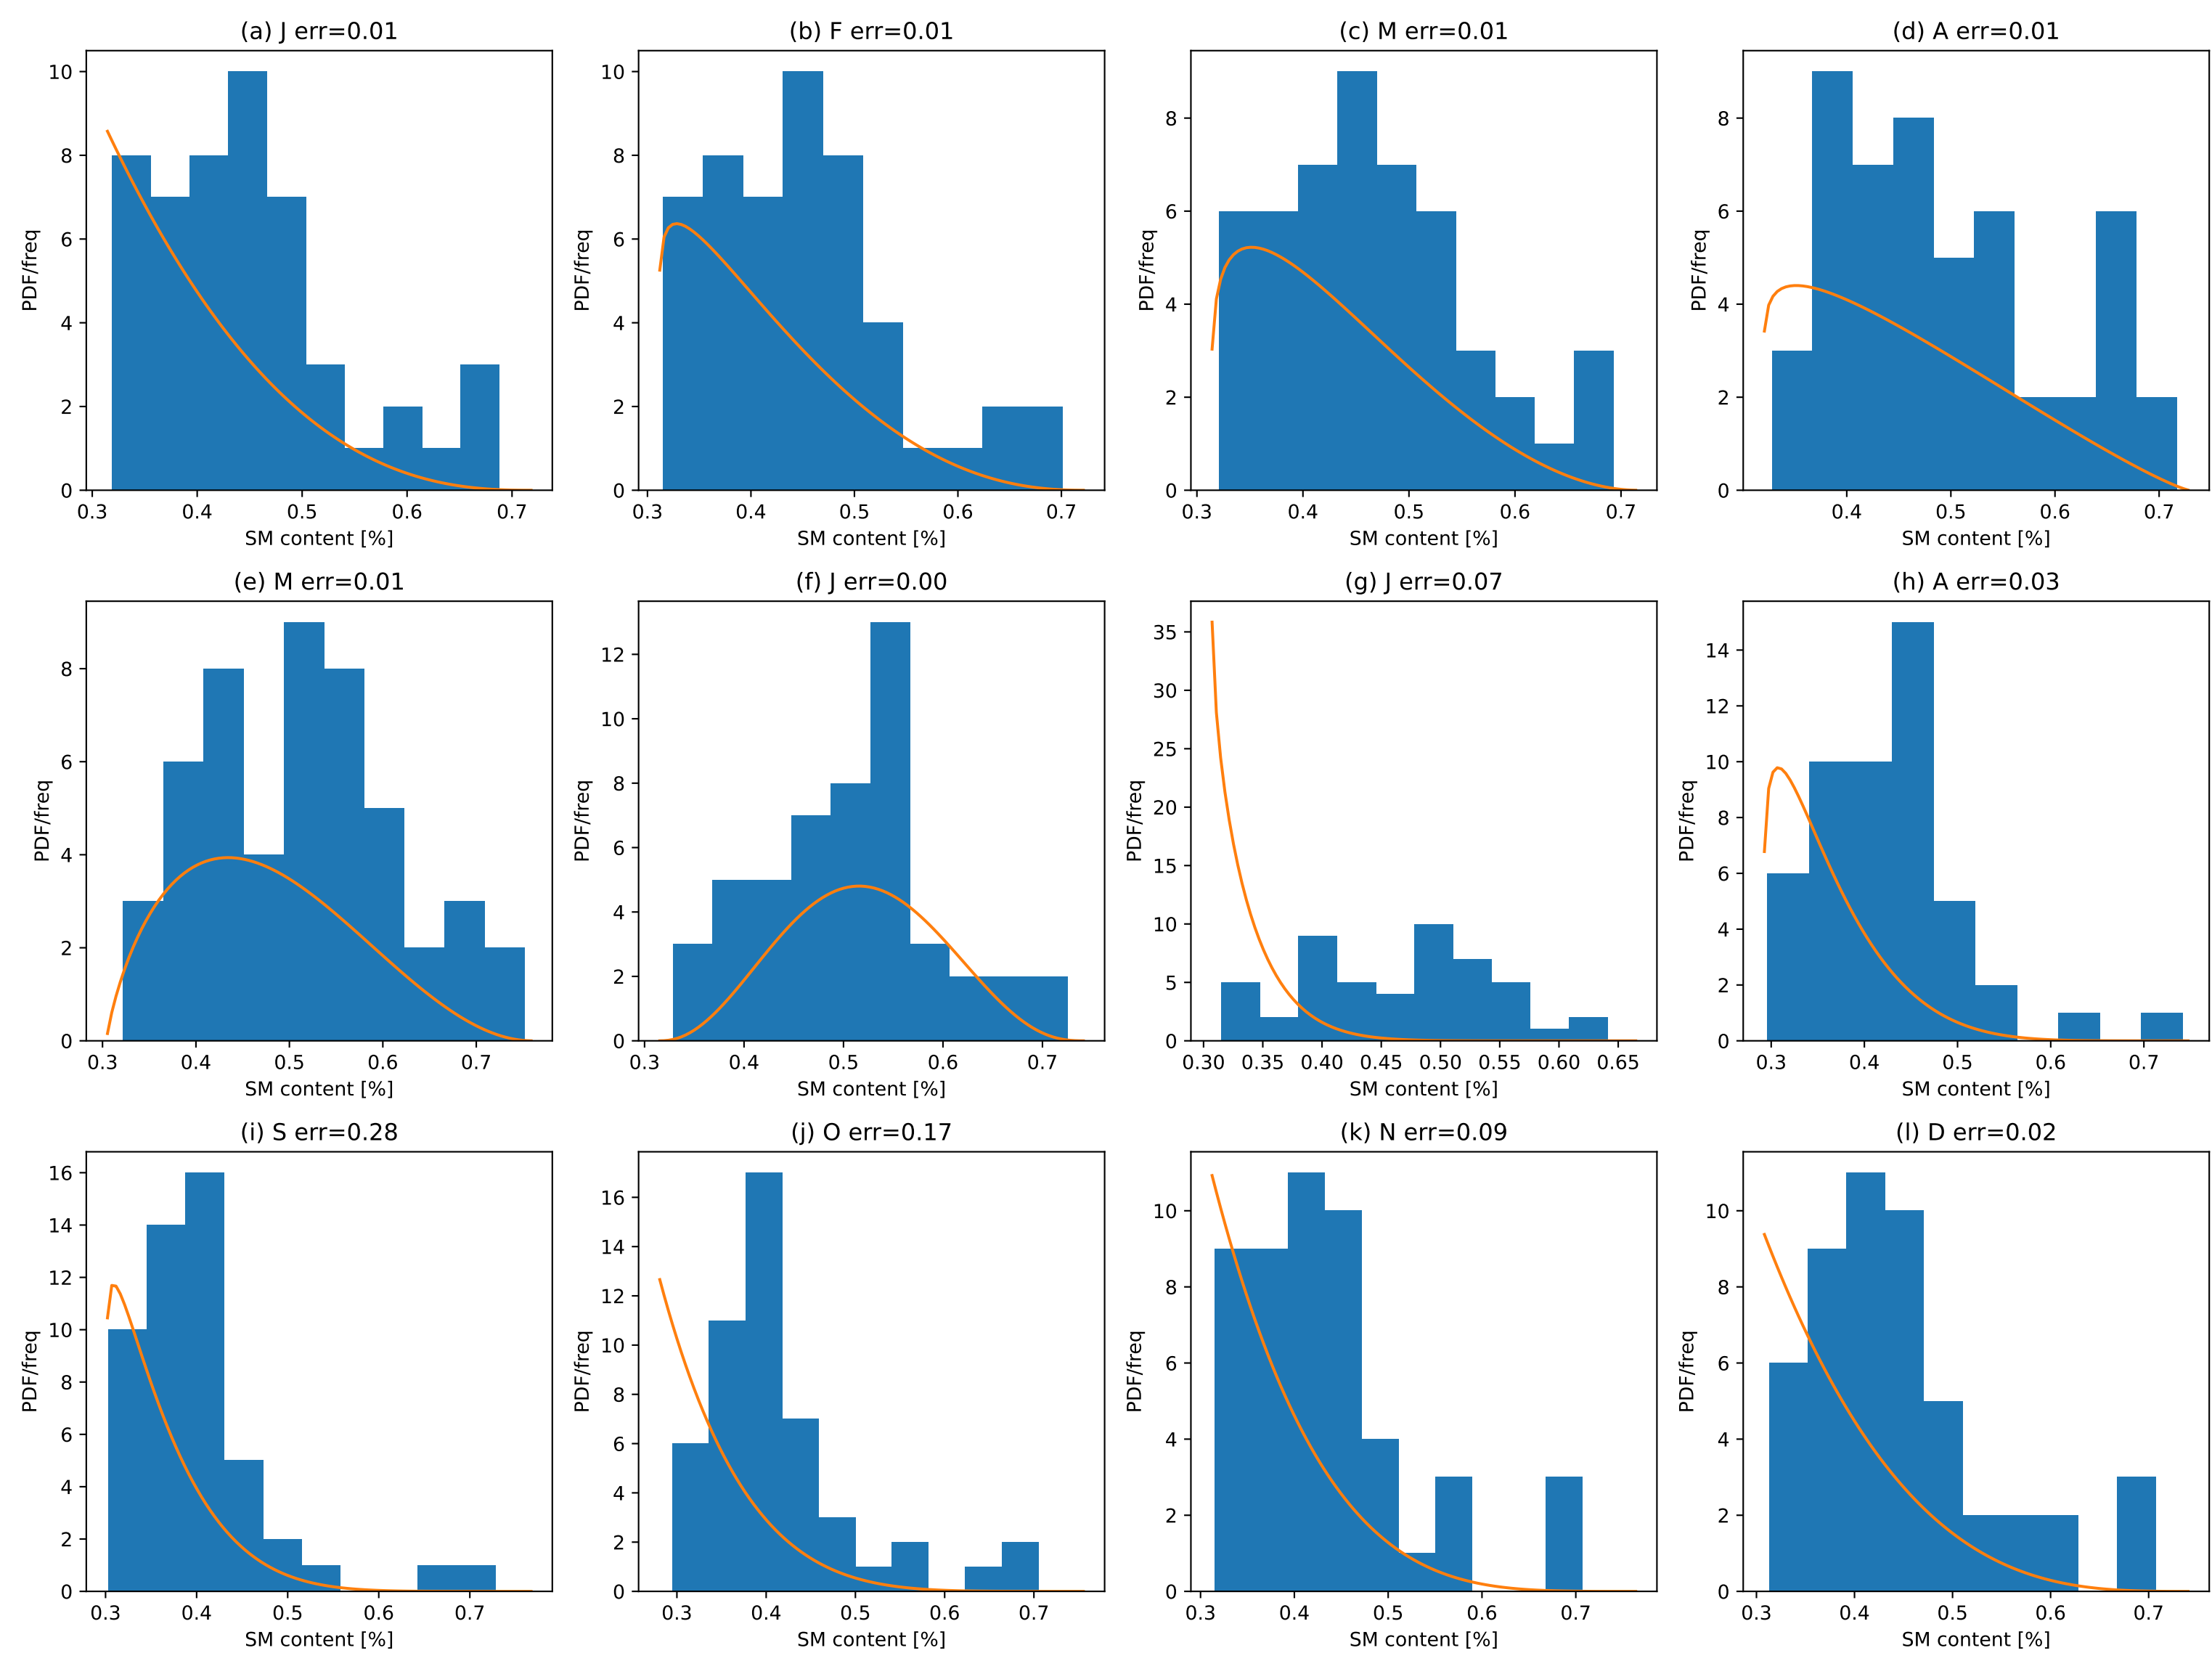 (a) J err=0.01
(b) F err=0.01
(c) M err=0.01
(d) A err=0.01
PDF/freq
10
8
6
4
2
0
PDF/freq
10
8
6
4
2
0
PDF/freq
8
6
4
2
0
PDF/freq
8
6
4
2
0
0.3 0.4 0.5 0.6 0.7
0.3 0.4 0.5 0.6 0.7
0.3 0.4 0.5 0.6 0.7
0.4 0.5 0.6 0.7
SM content [%]
SM content [%]
SM content [%]
SM content [%]
(e) M err=0.01
(f) J err=0.00
(g) J err=0.07
(h) A err=0.03
PDF/freq
8
6
4
2
0
PDF/freq
12
10
8
6
4
2
0
PDF/freq
35
30
25
20
15
10
5
0
PDF/freq
14
12
10
8
6
4
2
0
0.3 0.4 0.5 0.6 0.7
0.3 0.4 0.5 0.6 0.7
0.30 0.35 0.40 0.45 0.50 0.55 0.60 0.65
0.3 0.4 0.5 0.6 0.7
SM content [%]
SM content [%]
SM content [%]
SM content [%]
(i) S err=0.28
(j) O err=0.17
(k) N err=0.09
(l) D err=0.02
PDF/freq
16
14
12
10
8
6
4
2
0
PDF/freq
16
14
12
10
8
6
4
2
0
PDF/freq
10
8
6
4
2
0
PDF/freq
10
8
6
4
2
0
0.3 0.4 0.5 0.6 0.7
0.3 0.4 0.5 0.6 0.7
0.3 0.4 0.5 0.6 0.7
0.3 0.4 0.5 0.6 0.7
SM content [%]
SM content [%]
SM content [%]
SM content [%]